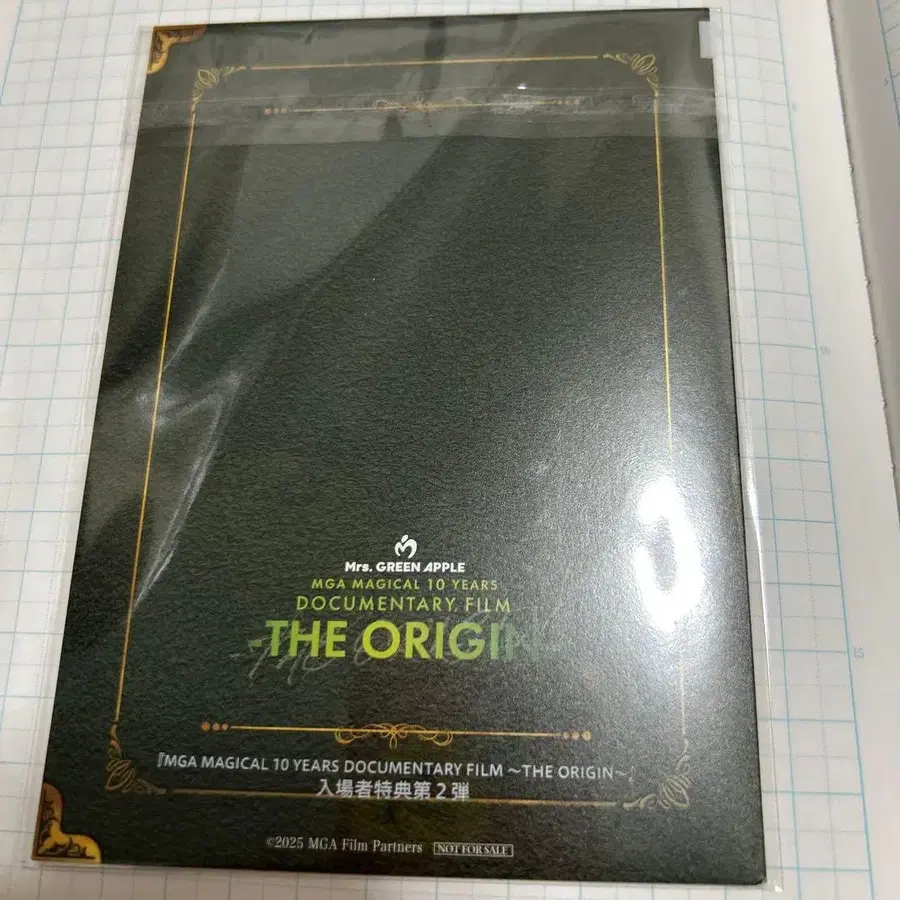 Mrs. GREEN APPLE
MGA MAGICAL 10 YEARS
DOCUMENTARY FILM
THE ORIGIN
『MGA MAGICAL 10 YEARS DOCUMENTARY FILM ～THE ORIGIN～』
入場者特典第2弾
©2025 MGA Film Partners NOT FOR SALE
15